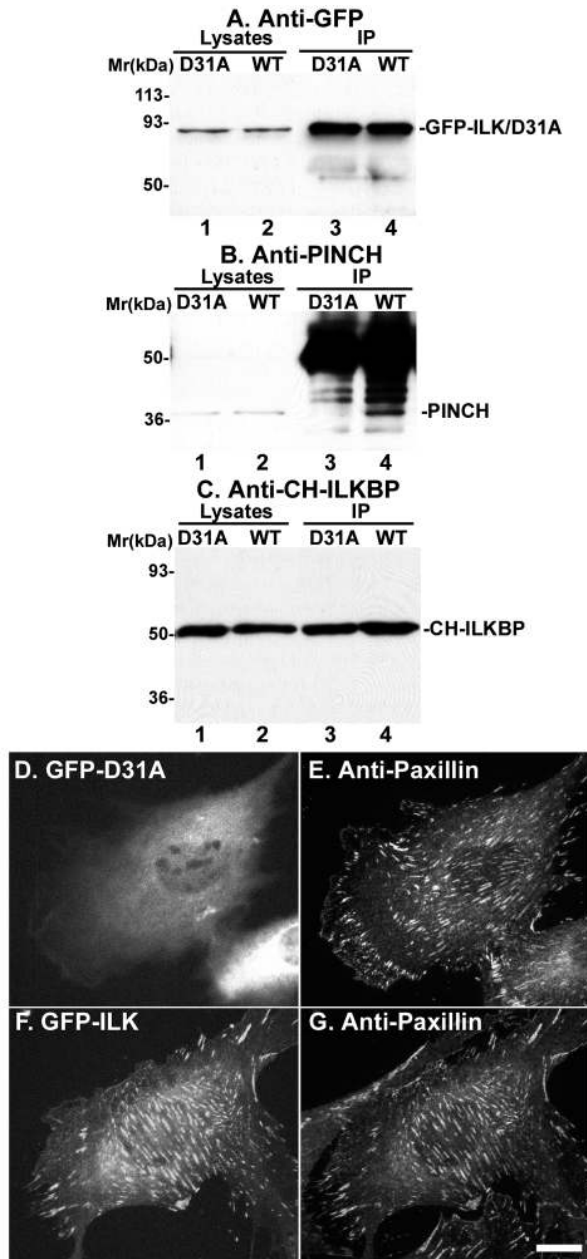 A. Anti-GFP
Lysates IP
Mr(kDa) D31A WT D31A WT
113-
93-
-GFP-ILK/D31A
50-
1 2 3 4
B. Anti-PINCH
Lysates IP
Mr(kDa) D31A WT D31A WT
50-
36-
-PINCH
1 2 3 4
C. Anti-CH-ILKBP
Lysates IP
Mr(kDa) D31A WT D31A WT
93-
50-
-CH-ILKBP
36-
1 2 3 4
D. GFP-D31A
E. Anti-Paxillin
F. GFP-ILK
G. Anti-Paxillin